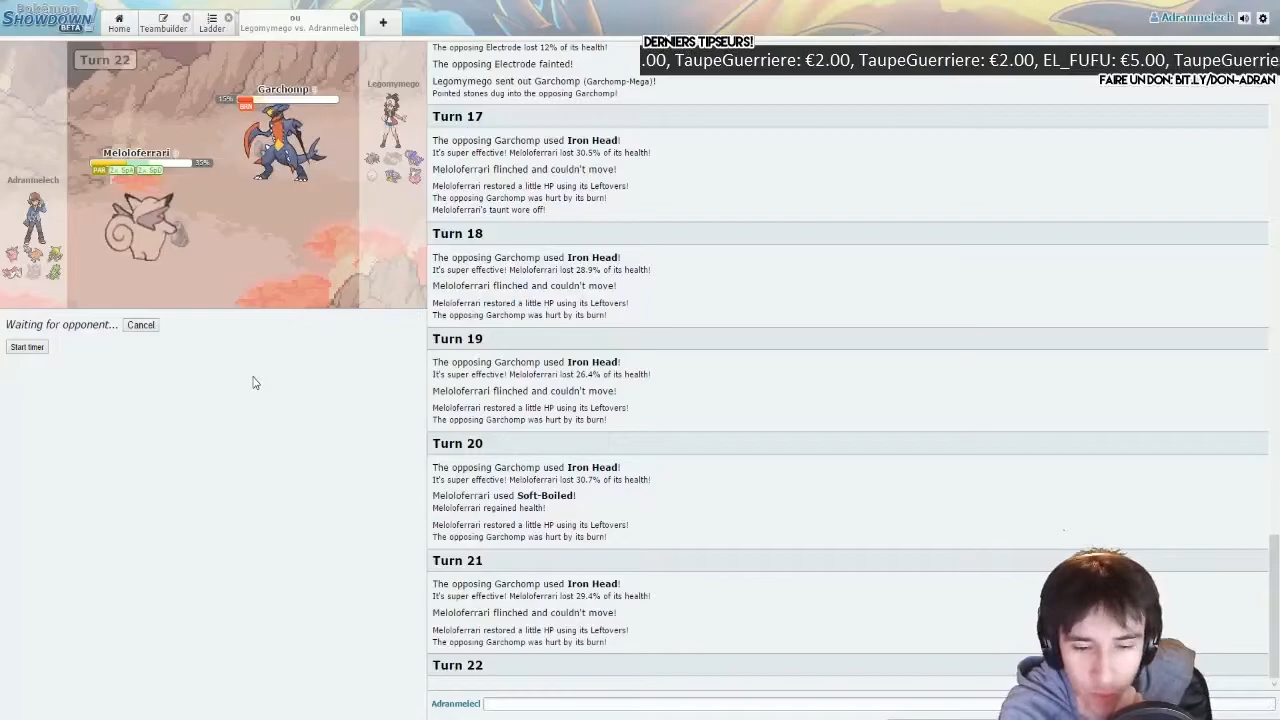 Pokémon
SHOWDOWN
BETA
Home
Teambuilder
Ladder
ou
Legomymego vs. Adranmelech
+
Adranmelech
DERNIERS TIPSEURS!
.00, TaupeGuerriere: €2.00, TaupeGuerriere: €2.00, EL_FUFU: €5.00, TaupeGuerrie
FAIRE UN DON: BIT.LY/DON-ADRAN
Turn 22
Garchomp
15%
BRN
Legomymego
Meloloferrari
35%
PAR 2x SpA 2x SpD
Adranmelech
Waiting for opponent... Cancel
Start timer
The opposing Electrode lost 12% of its health!
The opposing Electrode fainted!
Legomymego sent out Garchomp (Garchomp-Mega)!
Pointed stones dug into the opposing Garchomp!
Turn 17
The opposing Garchomp used Iron Head!
It's super effective! Meloloferrari lost 30.5% of its health!
Meloloferrari flinched and couldn't move!
Meloloferrari restored a little HP using its Leftovers!
The opposing Garchomp was hurt by its burn!
Meloloferrari's taunt wore off!
Turn 18
The opposing Garchomp used Iron Head!
It's super effective! Meloloferrari lost 28.9% of its health!
Meloloferrari flinched and couldn't move!
Meloloferrari restored a little HP using its Leftovers!
The opposing Garchomp was hurt by its burn!
Turn 19
The opposing Garchomp used Iron Head!
It's super effective! Meloloferrari lost 26.4% of its health!
Meloloferrari flinched and couldn't move!
Meloloferrari restored a little HP using its Leftovers!
The opposing Garchomp was hurt by its burn!
Turn 20
The opposing Garchomp used Iron Head!
It's super effective! Meloloferrari lost 30.7% of its health!
Meloloferrari used Soft-Boiled!
Meloloferrari regained health!
Meloloferrari restored a little HP using its Leftovers!
The opposing Garchomp was hurt by its burn!
Turn 21
The opposing Garchomp used Iron Head!
It's super effective! Meloloferrari lost 29.4% of its health!
Meloloferrari flinched and couldn't move!
Meloloferrari restored a little HP using its Leftovers!
The opposing Garchomp was hurt by its burn!
Turn 22
Adranmelecl